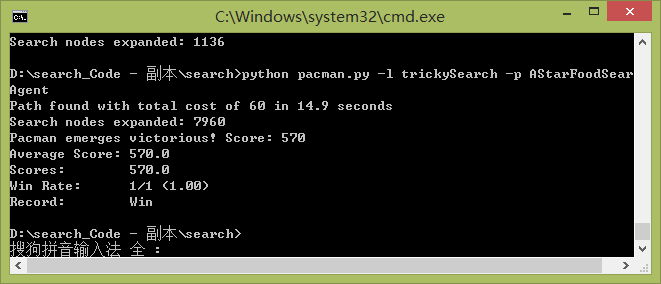 C:\Windows\system32\cmd.exe
Search nodes expanded: 1136
D:\search_Code - 副本\search>python pacman.py -l trickySearch -p AStarFoodSear
Agent
Path found with total cost of 60 in 14.9 seconds
Search nodes expanded: 7960
Pacman emerges victorious! Score: 570
Average Score: 570.0
Scores:        570.0
Win Rate:      1/1 (1.00)
Record:        Win
D:\search_Code - 副本\search>
搜狗拼音输入法 全 :